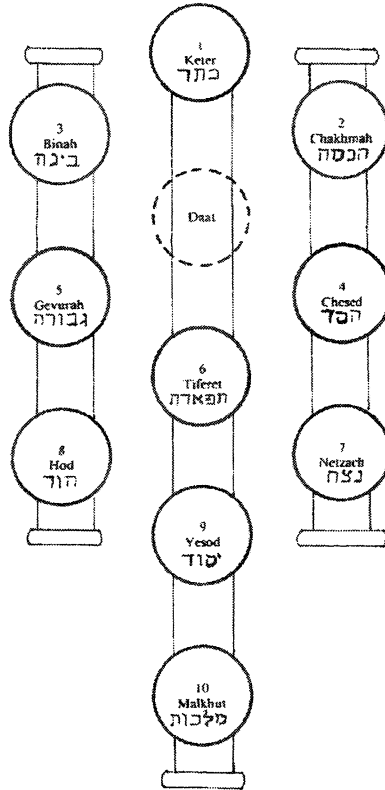 1
Keter
כתר
3
Binah
בינה
2
Chakhmah
חכמה
Daat
5
Gevurah
גבורה
4
Chesed
חסד
6
Tiferet
תפארת
8
Hod
הוד
7
Netzach
נצח
9
Yesod
יסוד
10
Malkhut
מלכות